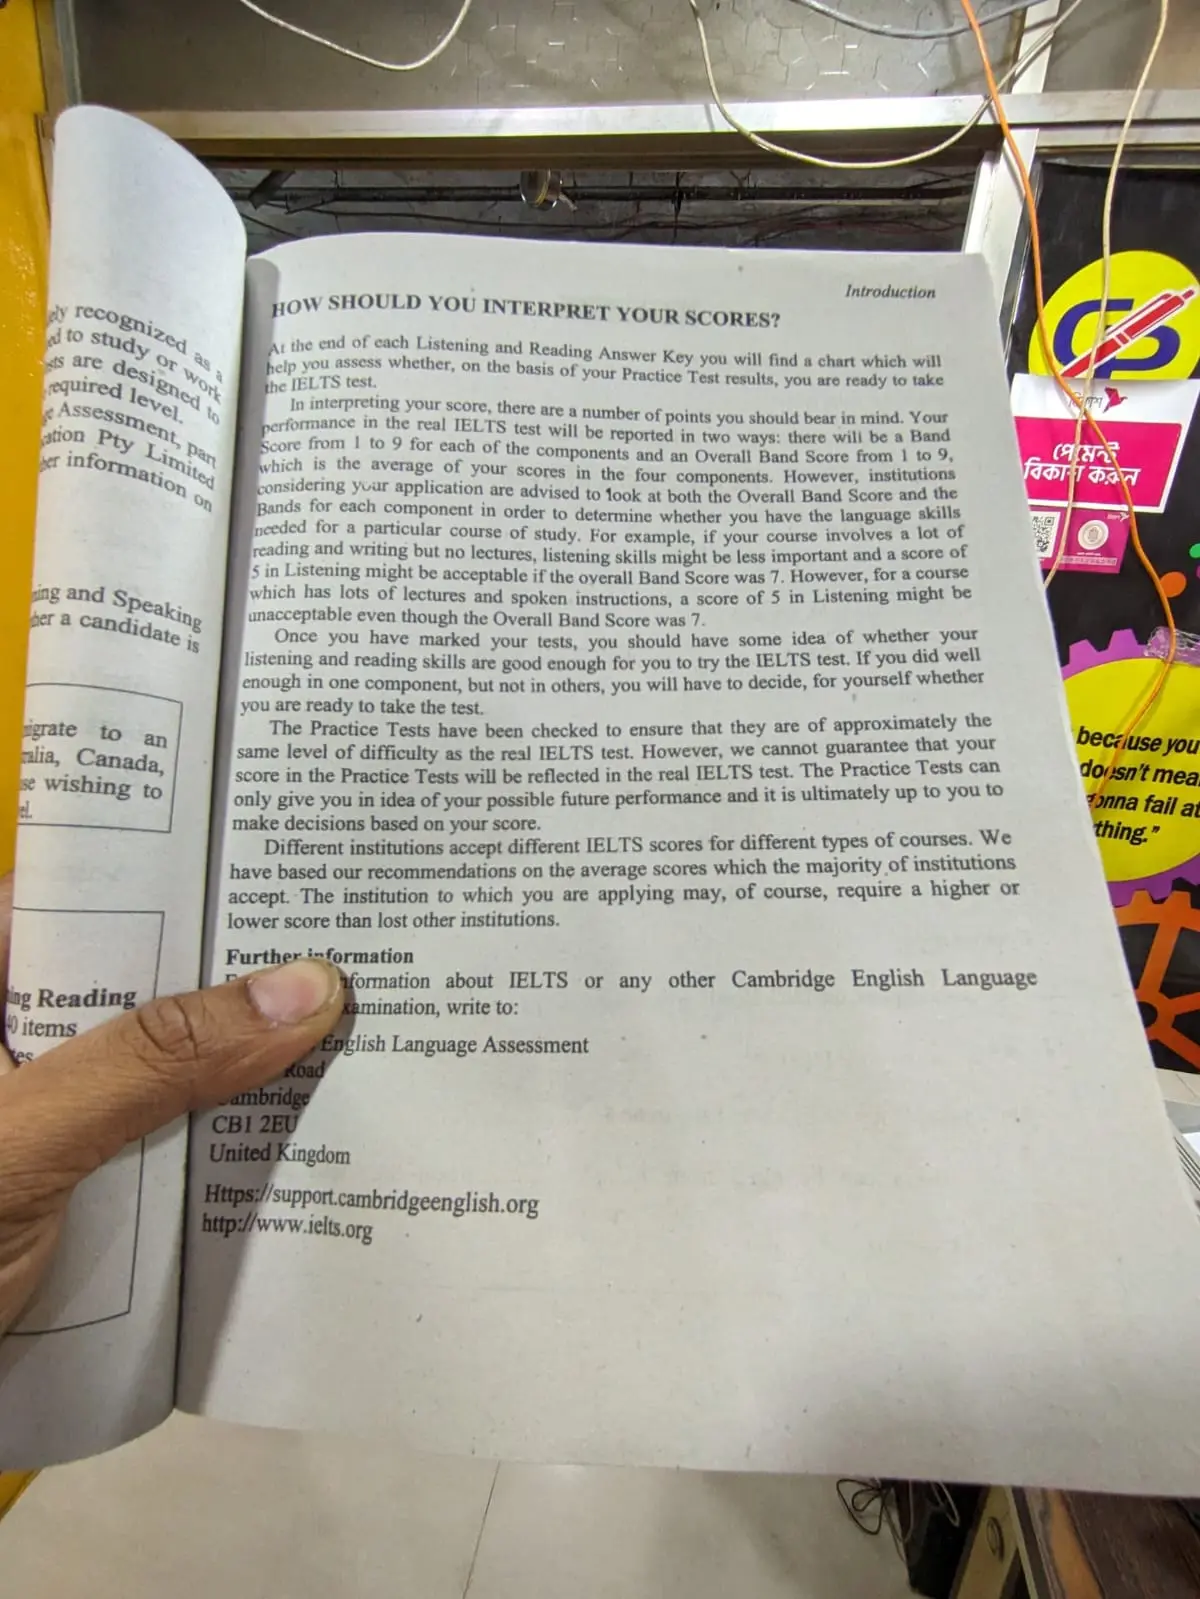 ely recognized as a
ed to study or work
sts are designed to
required level.
ge Assessment, part
cation Pty Limited
her information on
ning and Speaking
her a candidate is
migrate to an
ralia, Canada,
se wishing to
el.
ing Reading
40 items
tes
Introduction
HOW SHOULD YOU INTERPRET YOUR SCORES?
At the end of each Listening and Reading Answer Key you will find a chart which will
help you assess whether, on the basis of your Practice Test results, you are ready to take
the IELTS test.
In interpreting your score, there are a number of points you should bear in mind. Your
performance in the real IELTS test will be reported in two ways: there will be a Band
Score from 1 to 9 for each of the components and an Overall Band Score from 1 to 9,
which is the average of your scores in the four components. However, institutions
considering your application are advised to look at both the Overall Band Score and the
Bands for each component in order to determine whether you have the language skills
needed for a particular course of study. For example, if your course involves a lot of
reading and writing but no lectures, listening skills might be less important and a score of
5 in Listening might be acceptable if the overall Band Score was 7. However, for a course
which has lots of lectures and spoken instructions, a score of 5 in Listening might be
unacceptable even though the Overall Band Score was 7.
Once you have marked your tests, you should have some idea of whether your
listening and reading skills are good enough for you to try the IELTS test. If you did well
enough in one component, but not in others, you will have to decide, for yourself whether
you are ready to take the test.
The Practice Tests have been checked to ensure that they are of approximately the
same level of difficulty as the real IELTS test. However, we cannot guarantee that your
score in the Practice Tests will be reflected in the real IELTS test. The Practice Tests can
only give you in idea of your possible future performance and it is ultimately up to you to
make decisions based on your score.
Different institutions accept different IELTS scores for different types of courses. We
have based our recommendations on the average scores which the majority of institutions
accept. The institution to which you are applying may, of course, require a higher or
lower score than lost other institutions.
Further information
nformation about IELTS or any other Cambridge English Language
xamination, write to:
English Language Assessment
Road
ambridge
CB1 2EU
United Kingdom
Https://support.cambridgeenglish.org
http://www.ielts.org
CP
বিকাশ
পেমেন্ট
বিকাশ করুন
because you
doesn't mea
gonna fail at
thing."